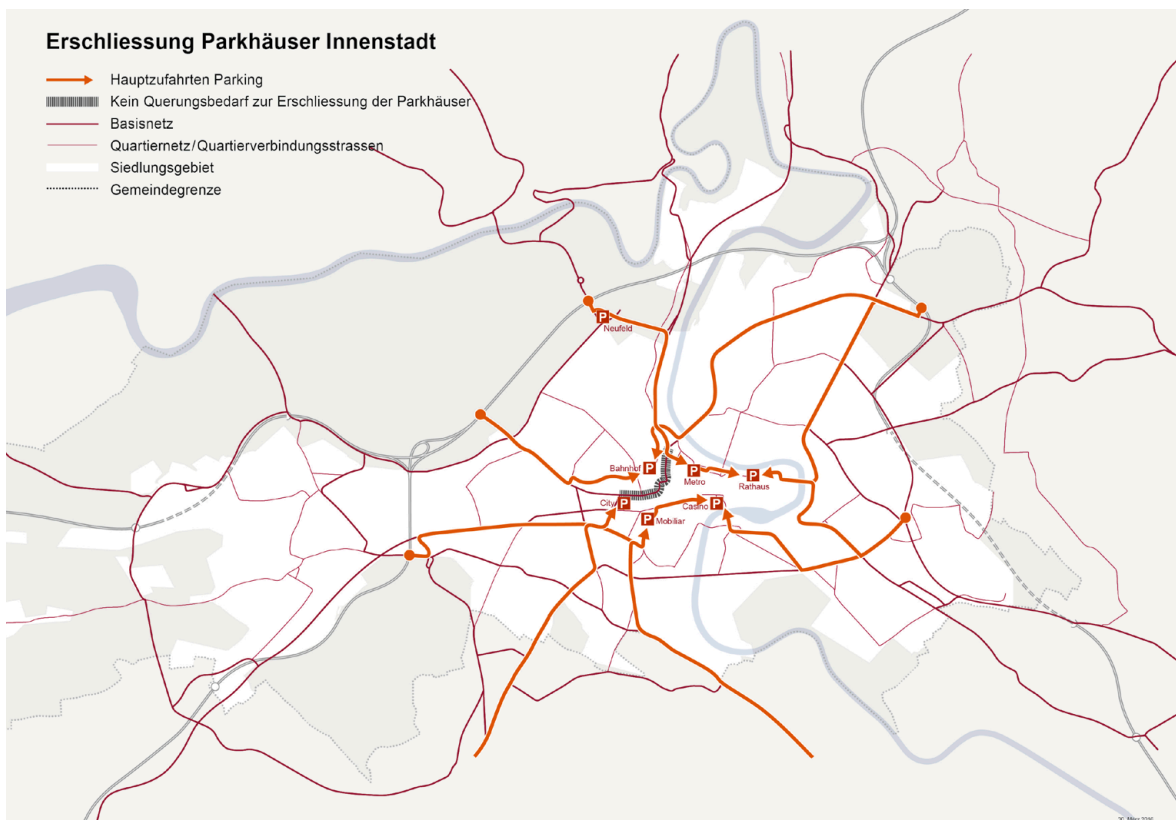 Erschliessung Parkhäuser Innenstadt
Hauptzufahrten Parking
Kein Querungsbedarf zur Erschliessung der Parkhäuser
Basisnetz
Quartiernetz/Quartierverbindungsstrassen
Siedlungsgebiet
Gemeindegrenze
P
Neufeld
Bahnhof P
P
Metro
P
Rathaus
City P
Casino P
P Mobiliar